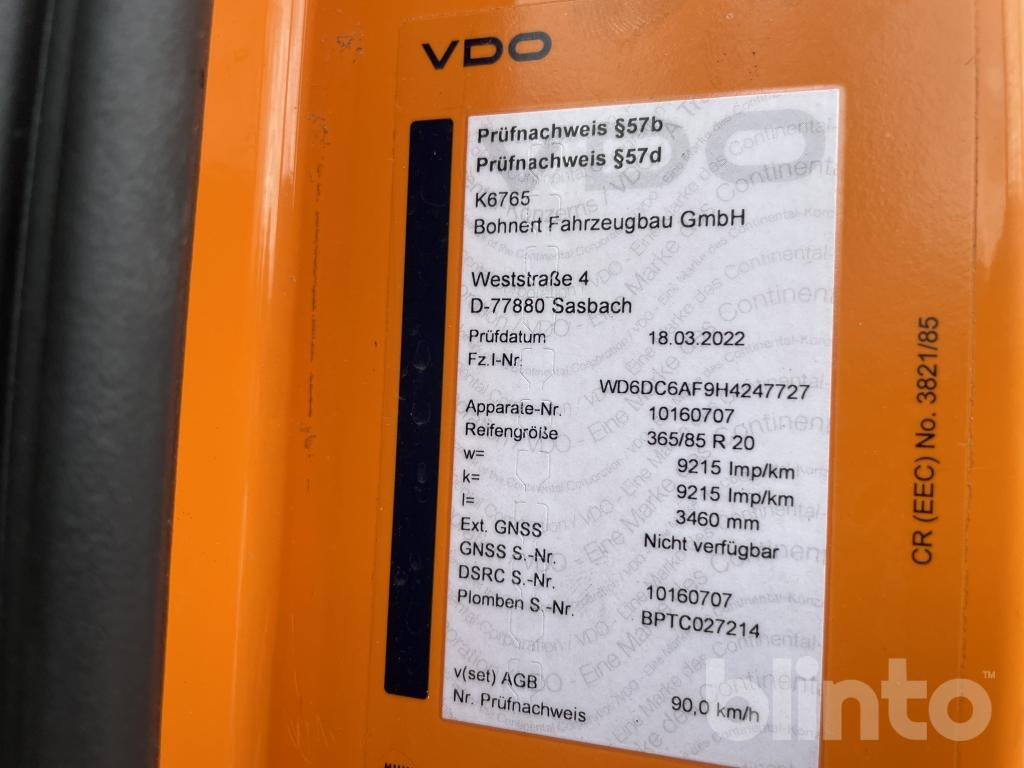 VDO
Prüfnachweis §57b
Prüfnachweis §57d
K6765
Bohnert Fahrzeugbau GmbH
Weststraße 4
D-77880 Sasbach
Prüfdatum 18.03.2022
Fz.I-Nr.
WD6DC6AF9H4247727
Apparate-Nr. 10160707
Reifengröße 365/85 R 20
w= 9215 Imp/km
k= 9215 Imp/km
l= 3460 mm
Ext. GNSS Nicht verfügbar
GNSS S.-Nr.
DSRC S.-Nr. 10160707
Plomben S.-Nr. BPTC027214
v(set) AGB 90,0 km/h
Nr. Prüfnachweis
CR (EEC) No. 3821/85
blinto™